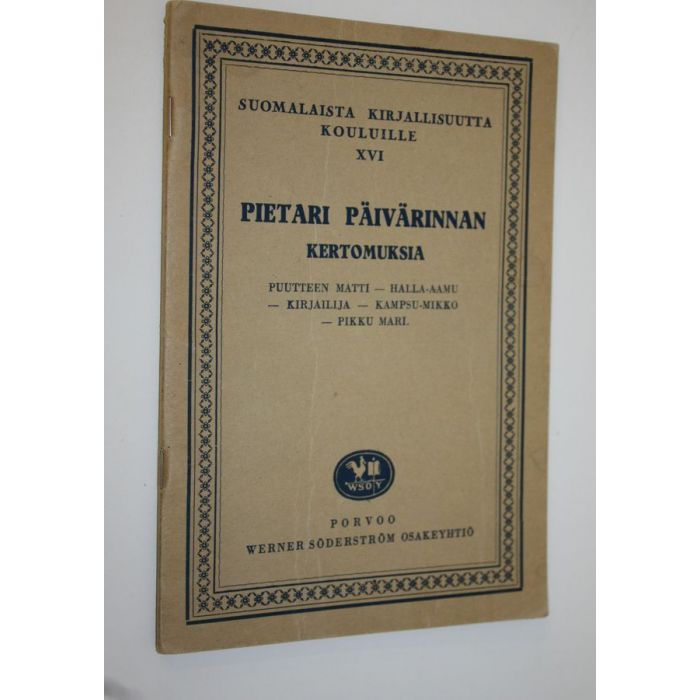 SUOMALAISTA KIRJALLISUUTTA
KOULUILLE
XVI
PIETARI PÄIVÄRINNAN
KERTOMUKSIA
PUUTTEEN MATTI — HALLA-AAMU
— KIRJAILIJA — KAMPSU-MIKKO
— PIKKU MARI.
WSOY
PORVOO
WERNER SÖDERSTRÖM OSAKEYHTIÖ